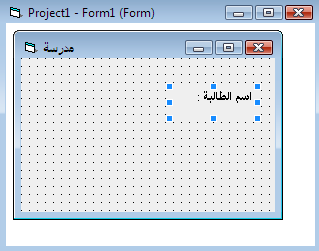 Project1 - Form1 (Form)
مدرسة
اسم الطالبة :